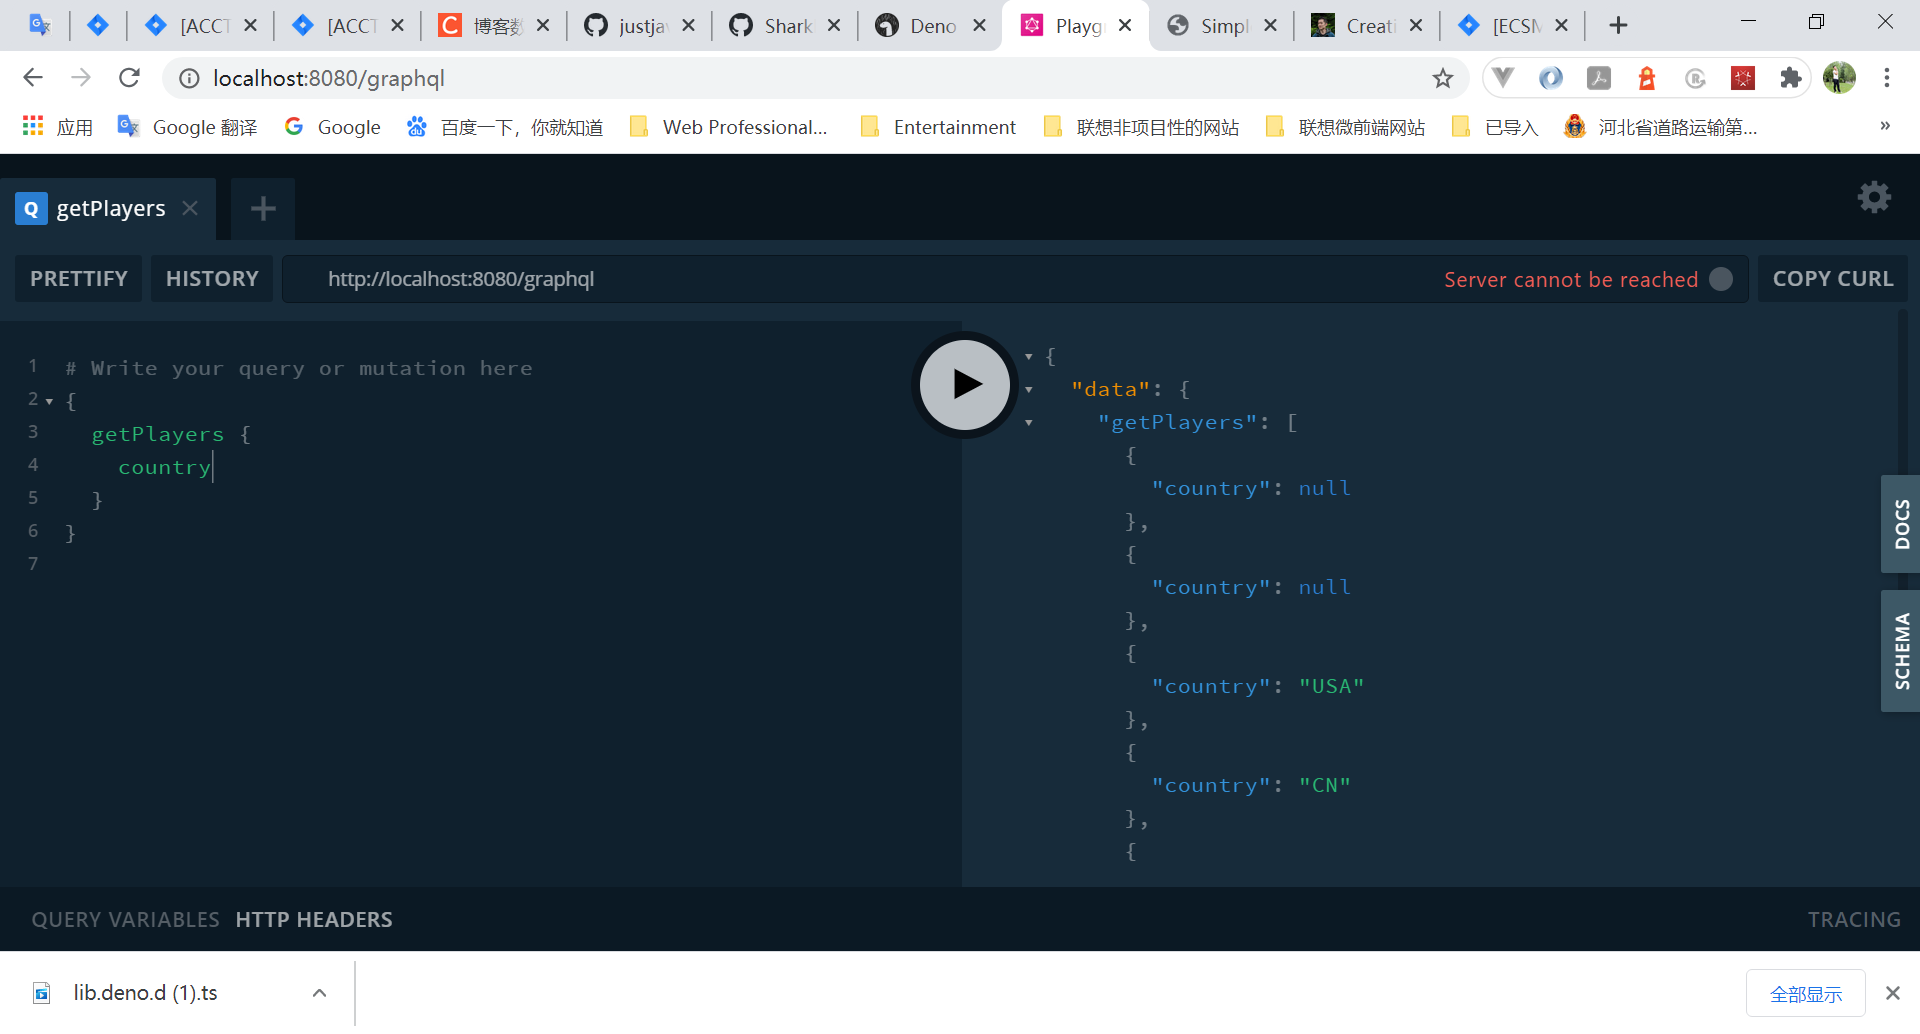 [ACCT [ACCT 博客数 justja Shark Deno Playg Simpl Creati [ECSM
localhost:8080/graphql
应用 Google 翻译 Google 百度一下，你就知道 Web Professional... Entertainment 联想非项目性的网站 联想微前端网站 已导入 河北省道路运输第... »
Q getPlayers
PRETTIFY HISTORY http://localhost:8080/graphql Server cannot be reached COPY CURL
1 # Write your query or mutation here
2 {
3 getPlayers {
4 country
5 }
6 }
7
{
"data": {
"getPlayers": [
{
"country": null
},
{
"country": null
},
{
"country": "USA"
},
{
"country": "CN"
},
{
DOCS
SCHEMA
QUERY VARIABLES HTTP HEADERS TRACING
lib.deno.d (1).ts 全部显示